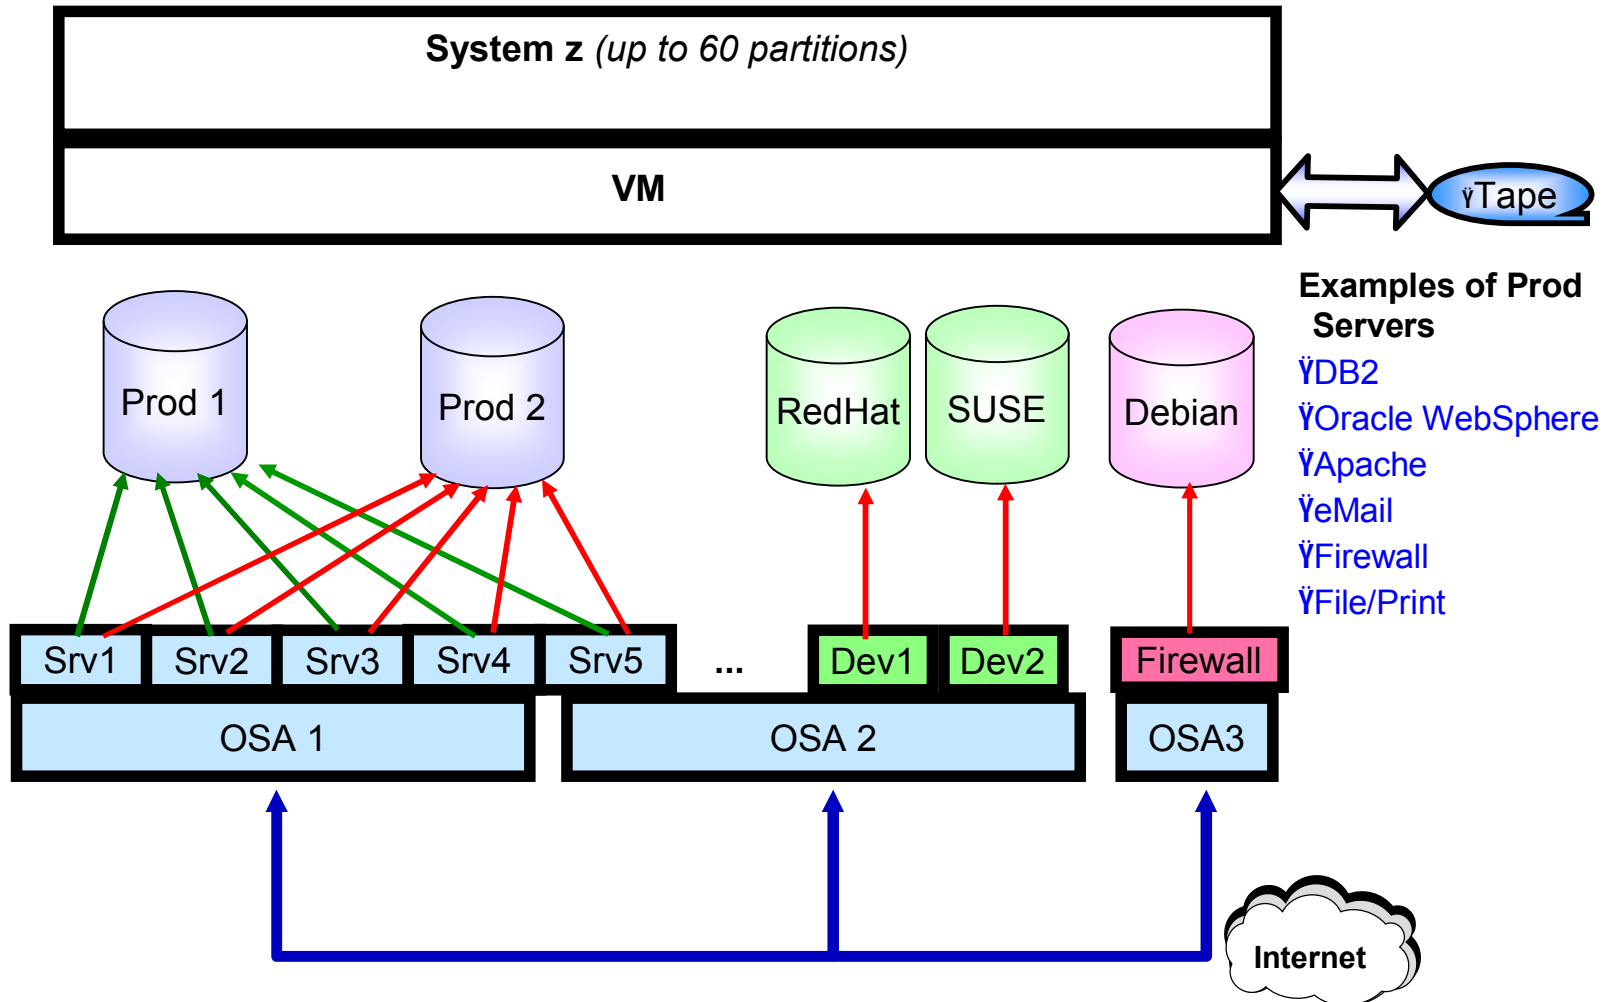 System z (up to 60 partitions)
VM
ŸTape
Examples of Prod
Servers
ŸDB2
ŸOracle WebSphere
ŸApache
ŸeMail
ŸFirewall
ŸFile/Print
Prod 1
Prod 2
RedHat
SUSE
Debian
Srv1
Srv2
Srv3
Srv4
Srv5
...
Dev1
Dev2
Firewall
OSA 1
OSA 2
OSA3
Internet